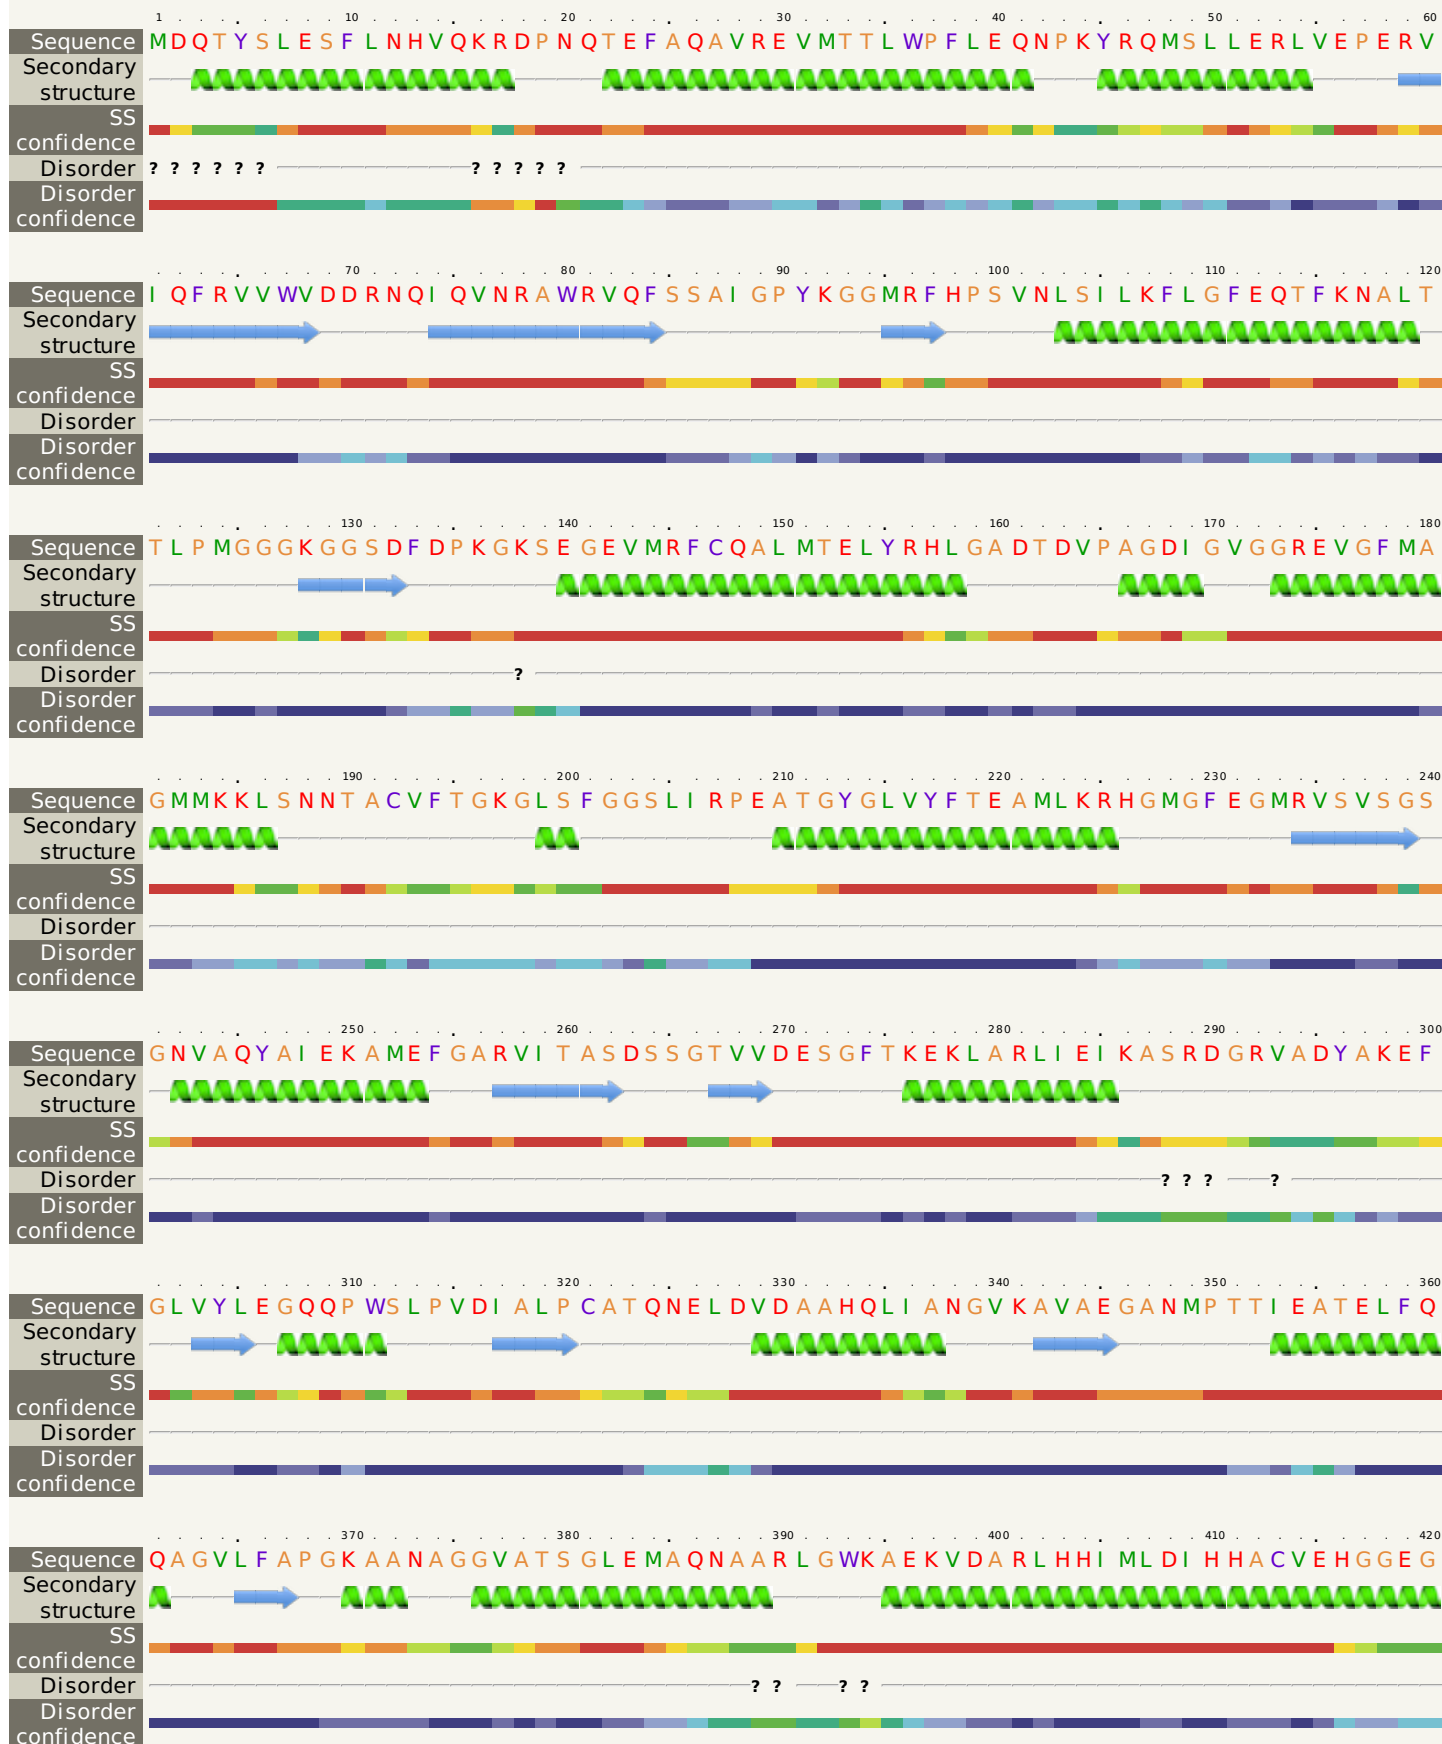 1 10 20 30 40 50 60
Sequence MDQTYSLESFLNHVQKRDPNQTEFAQAVREVMTTLWPFLEQNPKYRQMSLLERLVEPERV
Secondary
structure
SS
confidence
Disorder ? ? ? ? ? ? ? ? ? ? ?
Disorder
confidence
70 80 90 100 110 120
Sequence IQFRVVWVDDRNQIQVNRAWRVQFSSAIGPYKGGMRFHPSVNLSILKFLGFEQTFKNALT
Secondary
structure
SS
confidence
Disorder
Disorder
confidence
130 140 150 160 170 180
Sequence TLPMGGGKGGSDFDPKGKSEGEVMRFCQALMTELYRHLGADTDVPAGDIGVGGREVGFMA
Secondary
structure
SS
confidence
Disorder ?
Disorder
confidence
190 200 210 220 230 240
Sequence GMMKKLSNNTACVFTGKGLSFGGSLIRPEATGYGLVYFTEAMLKRHGMGFEGMRVSVSGS
Secondary
structure
SS
confidence
Disorder
Disorder
confidence
250 260 270 280 290 300
Sequence GNVAQYAIEKAMEFGARVITASDSSGTVVDESGFTKEKLARLIEIKASRDGRVADYAKEF
Secondary
structure
SS
confidence
Disorder ? ? ? ?
Disorder
confidence
310 320 330 340 350 360
Sequence GLVYLEGQQPWSLPVDIALPCATQNELDVDAAHQLIANGVKAVAEGANMPTTIEATELFQ
Secondary
structure
SS
confidence
Disorder
Disorder
confidence
370 380 390 400 410 420
Sequence QAGVLFAPGKAANAGGVATSGLEMAQNAARLGWKAEKVDARLHHIMLDIHHACVEHGGEG
Secondary
structure
SS
confidence
Disorder ? ? ? ?
Disorder
confidence